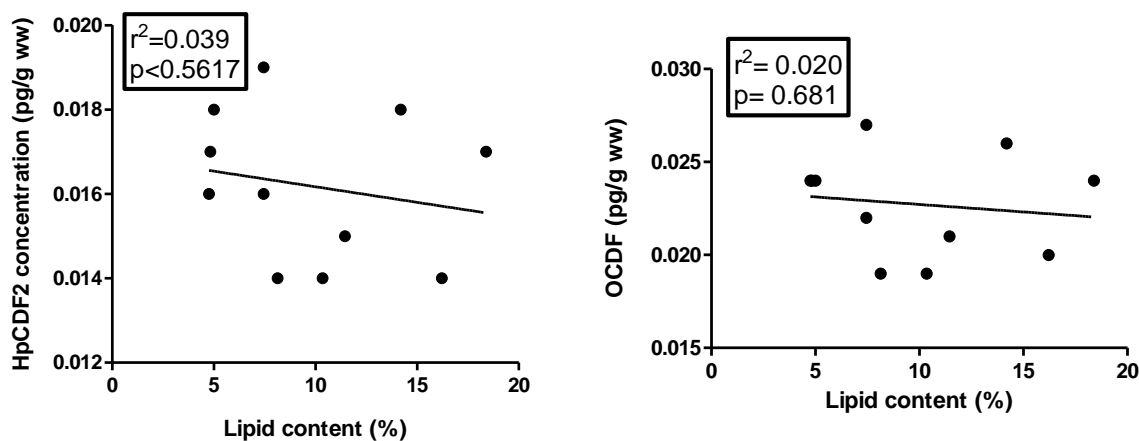 HpCDF2 concentration (pg/g ww)
0.020
0.018
0.016
0.014
0.012
r²=0.039
p<0.5617
0 5 10 15 20
Lipid content (%)
OCDF (pg/g ww)
0.030
0.025
0.020
0.015
r²= 0.020
p= 0.681
0 5 10 15 20
Lipid content (%)